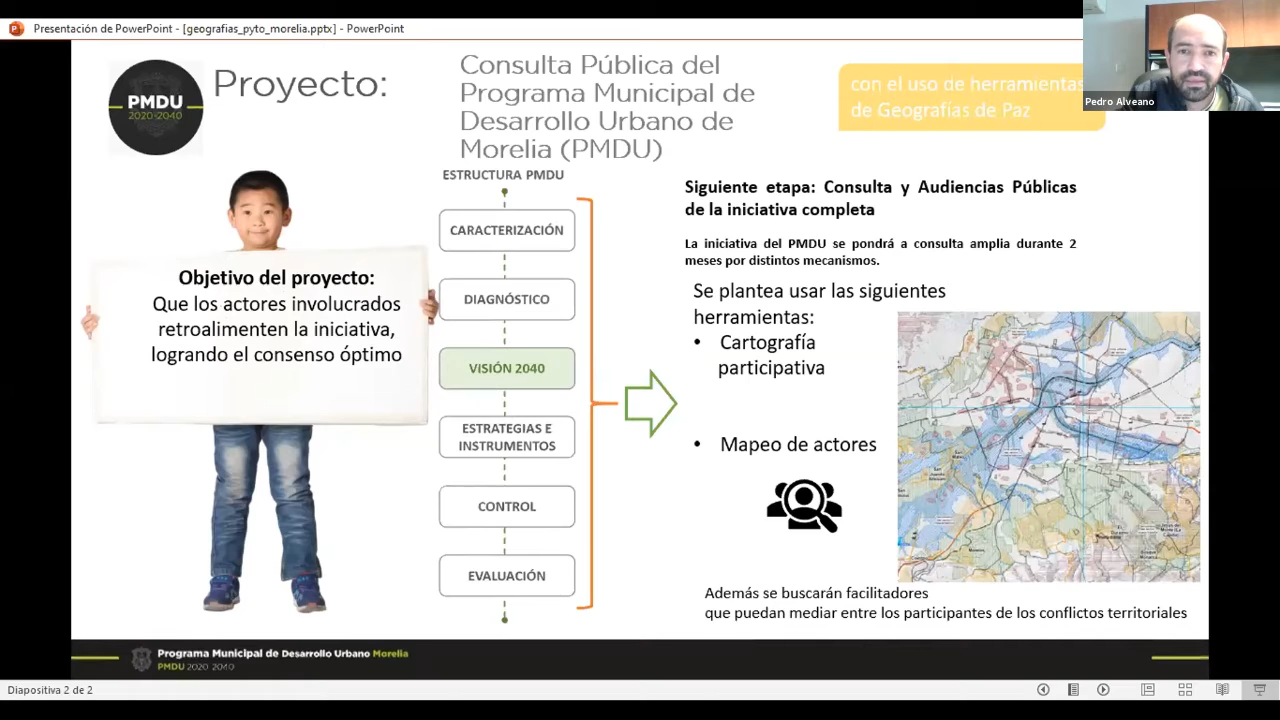 Presentación de PowerPoint - [geografias_pyto_morelia.pptx] - PowerPoint
Pedro Alveano
PMDU
2020-2040
Proyecto:
Consulta Pública del
Programa Municipal de
Desarrollo Urbano de
Morelia (PMDU)
con el uso de herramientas
de Geografías de Paz
Objetivo del proyecto:
Que los actores involucrados
retroalimenten la iniciativa,
logrando el consenso óptimo
ESTRUCTURA PMDU
CARACTERIZACIÓN
DIAGNÓSTICO
VISIÓN 2040
ESTRATEGIAS E
INSTRUMENTOS
CONTROL
EVALUACIÓN
Siguiente etapa: Consulta y Audiencias Públicas
de la iniciativa completa
La iniciativa del PMDU se pondrá a consulta amplia durante 2
meses por distintos mecanismos.
Se plantea usar las siguientes
herramientas:
• Cartografía
participativa
• Mapeo de actores
Además se buscarán facilitadores
que puedan mediar entre los participantes de los conflictos territoriales
Programa Municipal de Desarrollo Urbano Morelia
PMDU 2020-2040
Diapositiva 2 de 2